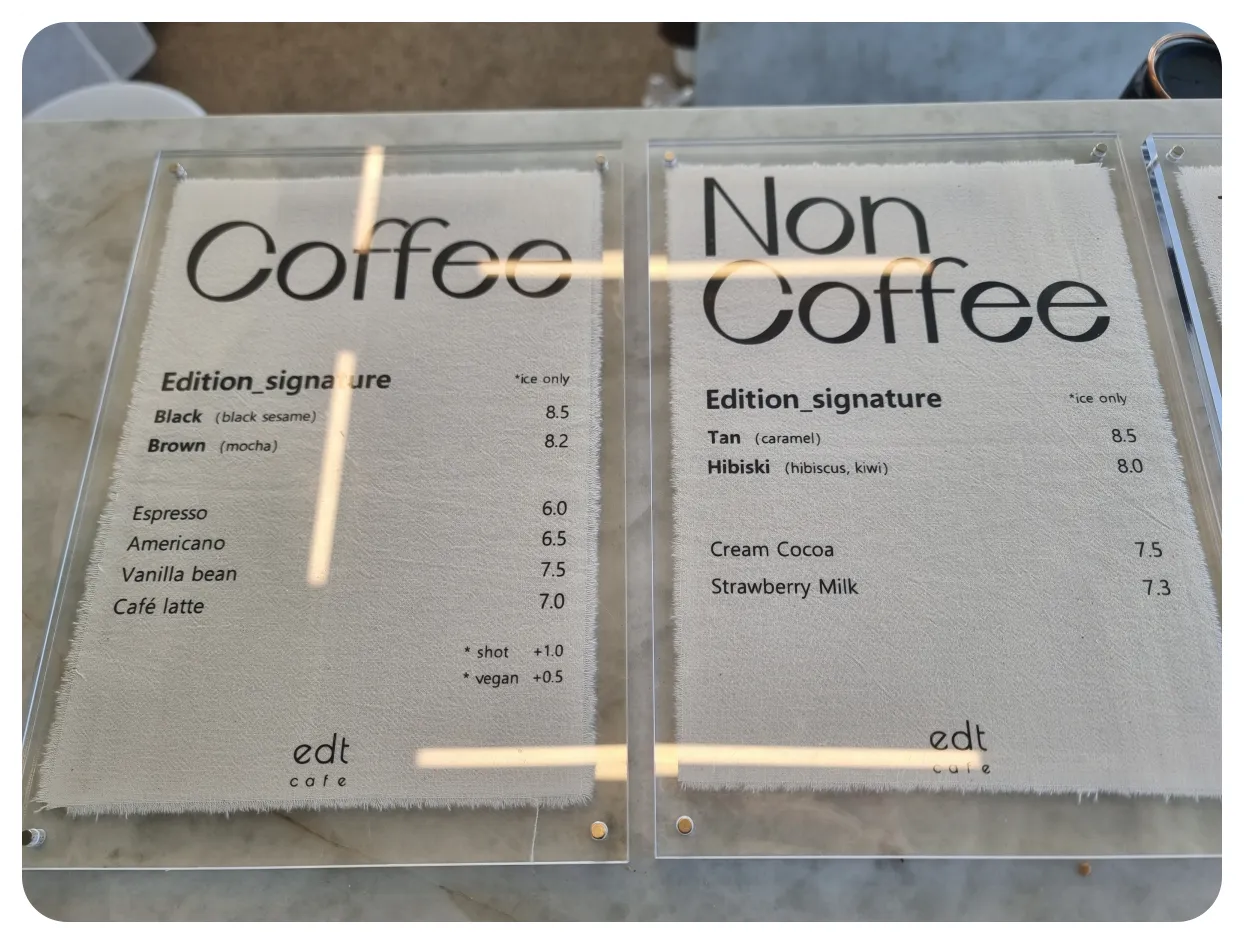 Coffee
Edition_signature *ice only
Black (black sesame) 8.5
Brown (mocha) 8.2
Espresso 6.0
Americano 6.5
Vanilla bean 7.5
Café latte 7.0
* shot +1.0
* vegan +0.5
edt
cafe
Non
Coffee
Edition_signature *ice only
Tan (caramel) 8.5
Hibiski (hibiscus, kiwi) 8.0
Cream Cocoa 7.5
Strawberry Milk 7.3
edt
cafe